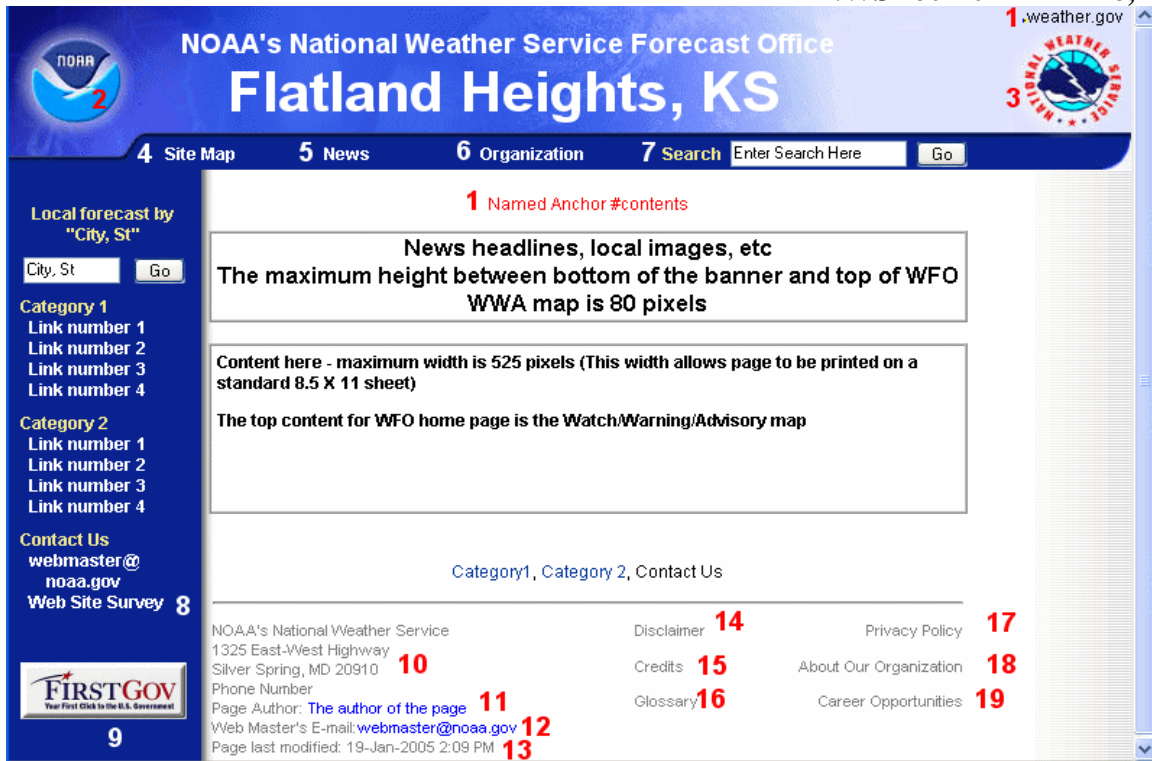 1 .weather.gov
NOAA
2
NOAA's National Weather Service Forecast Office
Flatland Heights, KS
3
NATIONAL WEATHER SERVICE
4 Site Map 5 News 6 Organization 7 Search Enter Search Here Go
Local forecast by
"City, St"
City, St Go
Category 1
Link number 1
Link number 2
Link number 3
Link number 4
Category 2
Link number 1
Link number 2
Link number 3
Link number 4
Contact Us
webmaster@
noaa.gov
Web Site Survey 8
FIRSTGOV
Your First Click to the U.S. Government
9
1 Named Anchor #contents
News headlines, local images, etc
The maximum height between bottom of the banner and top of WFO
WWA map is 80 pixels
Content here - maximum width is 525 pixels (This width allows page to be printed on a
standard 8.5 X 11 sheet)
The top content for WFO home page is the Watch/Warning/Advisory map
Category1, Category 2, Contact Us
NOAA's National Weather Service
1325 East-West Highway
Silver Spring, MD 20910 10
Phone Number
Page Author: The author of the page 11
Web Master's E-mail:webmaster@noaa.gov 12
Page last modified: 19-Jan-2005 2:09 PM 13
Disclaimer 14
Credits 15
Glossary 16
Privacy Policy 17
About Our Organization 18
Career Opportunities 19